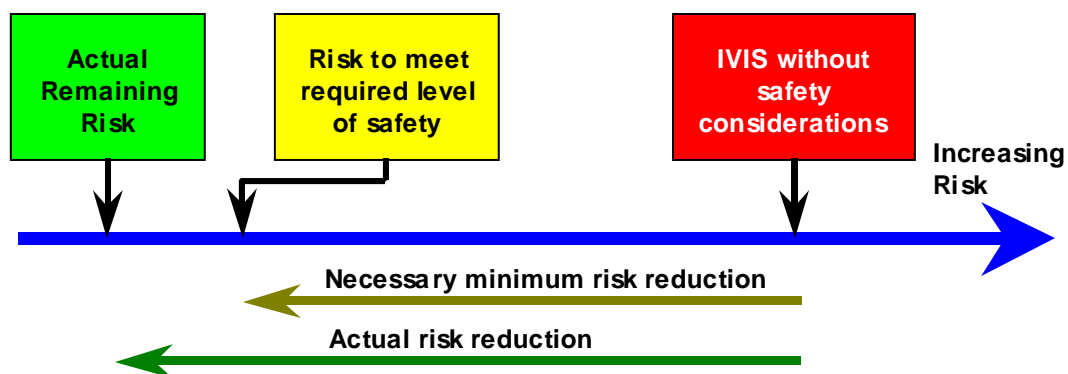 Actual
Remaining
Risk
Risk to meet
required level
of safety
IVIS without
safety
considerations
Increasing
Risk
Necessary minimum risk reduction
Actual risk reduction